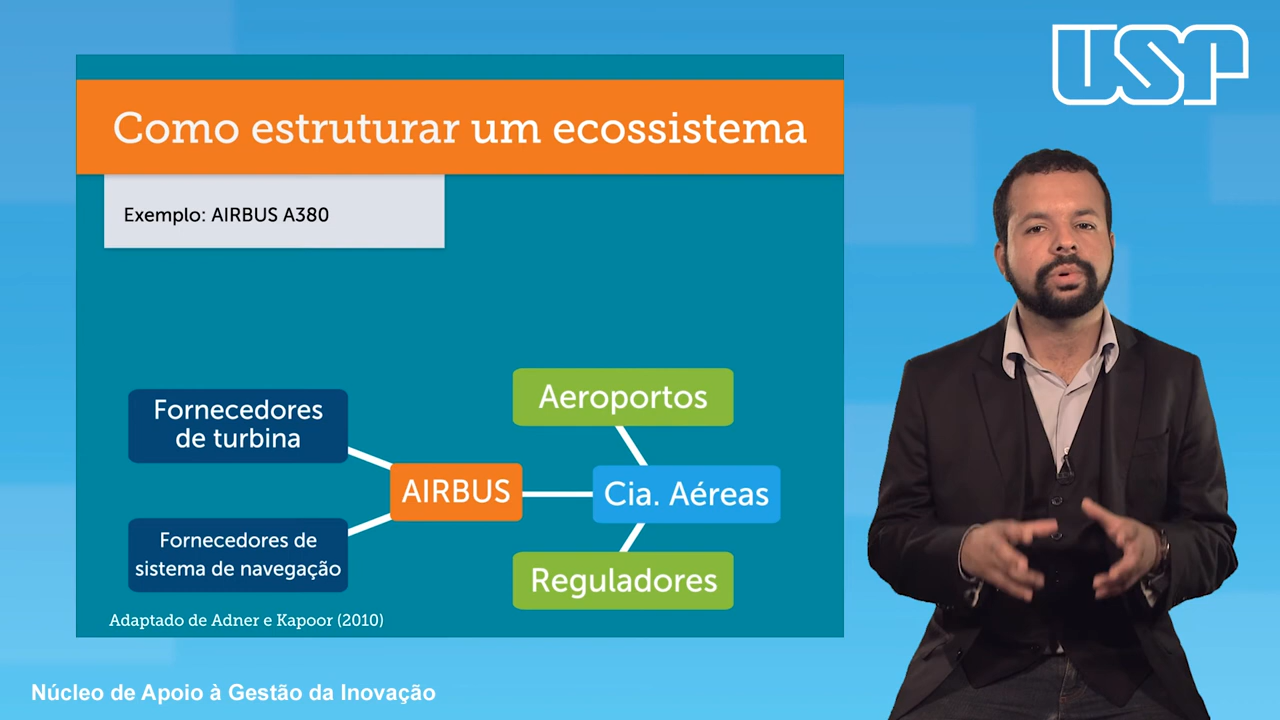 USP
Como estruturar um ecossistema
Exemplo: AIRBUS A380
Fornecedores
de turbina
Fornecedores de
sistema de navegação
AIRBUS
Aeroportos
Cia. Aéreas
Reguladores
Adaptado de Adner e Kapoor (2010)
Núcleo de Apoio à Gestão da Inovação